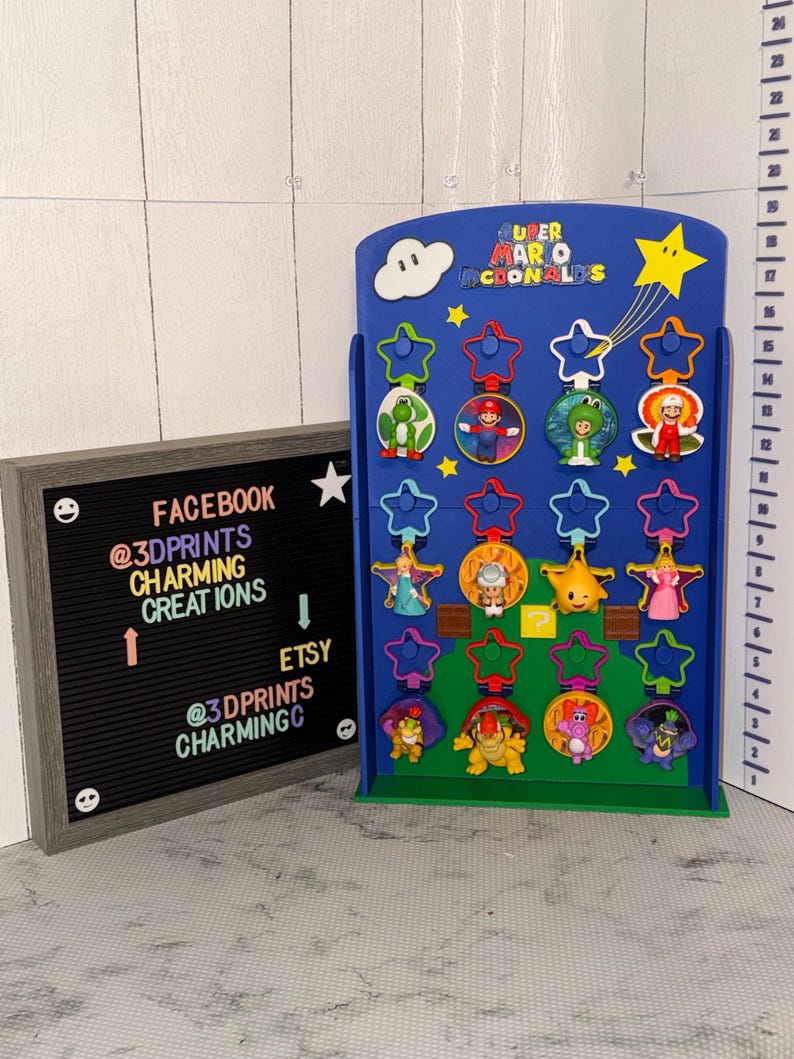 SUPER
MARIO
MCDONALD'S
FACEBOOK
@3DPRINTS
CHARMING
CREATIONS
ETSY
@3DPRINTS
CHARMINGC
?
24
23
22
21
20
19
18
17
16
15
14
13
12
11
10
9
8
7
6
5
4
3
2
1